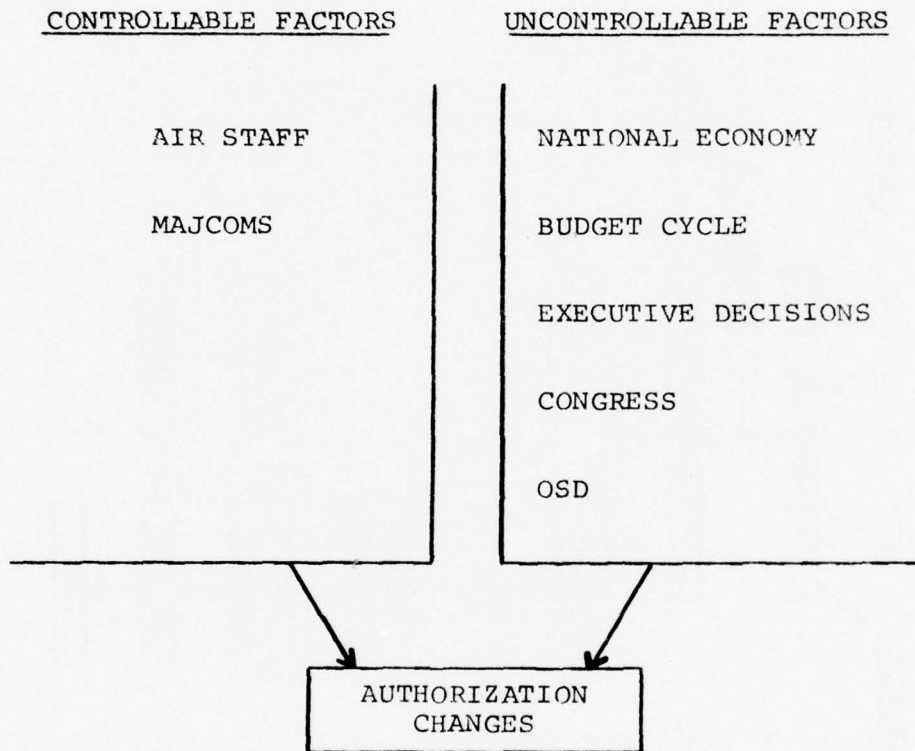 CONTROLLABLE FACTORS
UNCONTROLLABLE FACTORS
AIR STAFF
MAJCOMS
NATIONAL ECONOMY
BUDGET CYCLE
EXECUTIVE DECISIONS
CONGRESS
OSD
AUTHORIZATION
CHANGES